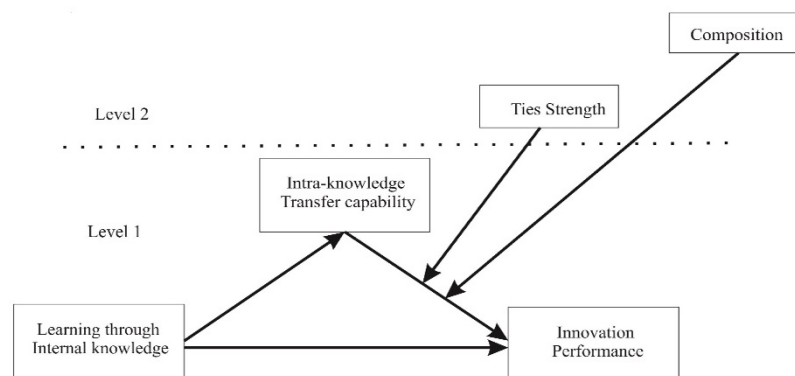 Composition
Ties Strength
Level 2
Intra-knowledge
Transfer capability
Level 1
Learning through
Internal knowledge
Innovation
Performance